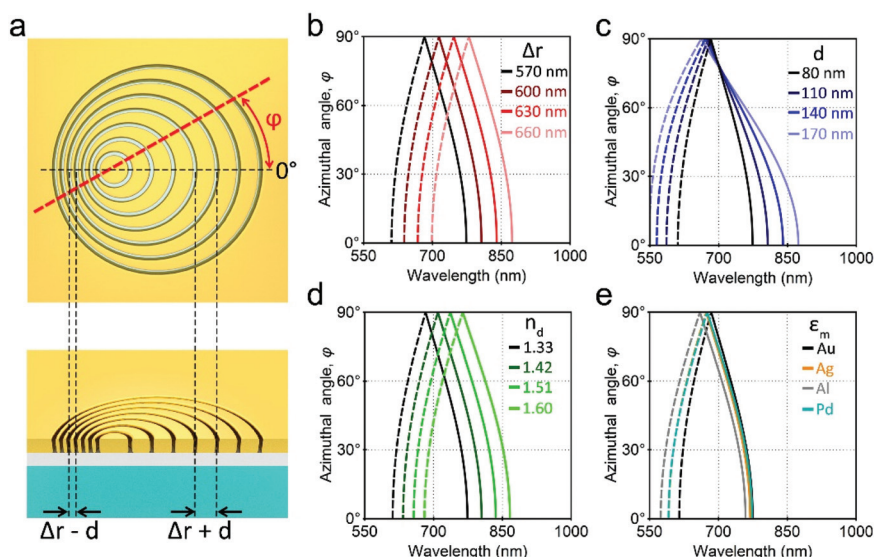 a
φ
0°
Δr - d
Δr + d
b
Δr
570 nm
600 nm
630 nm
660 nm
90°
60°
30°
0°
Azimuthal angle, φ
550 700 850 1000
Wavelength (nm)
c
d
80 nm
110 nm
140 nm
170 nm
90°
60°
30°
0°
Azimuthal angle, φ
550 700 850 1000
Wavelength (nm)
d
n_d
1.33
1.42
1.51
1.60
90°
60°
30°
0°
Azimuthal angle, φ
550 700 850 1000
Wavelength (nm)
e
ε_m
Au
Ag
Al
Pd
90°
60°
30°
0°
Azimuthal angle, φ
550 700 850 1000
Wavelength (nm)